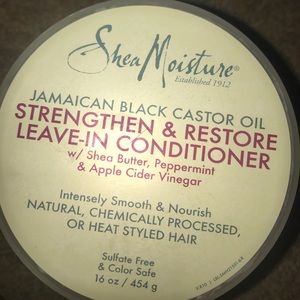 SheaMoisture®
Established 1912
JAMAICAN BLACK CASTOR OIL
STRENGTHEN & RESTORE
LEAVE-IN CONDITIONER
w/ Shea Butter, Peppermint
& Apple Cider Vinegar
Intensely Smooth & Nourish
NATURAL, CHEMICALLY PROCESSED,
OR HEAT STYLED HAIR
Sulfate Free
& Color Safe
16 oz / 454 g